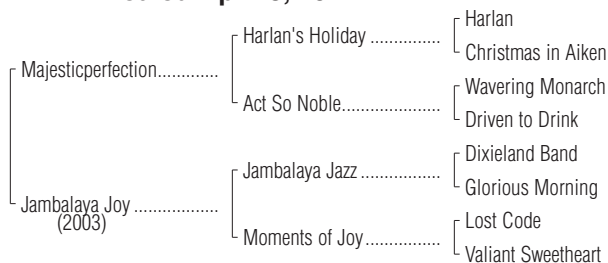 Harlan
Harlan's Holiday ................
Christmas in Aiken
Majesticperfection.............
Wavering Monarch
Act So Noble.....................
Driven to Drink
Dixieland Band
Jambalaya Jazz .................
Glorious Morning
Jambalaya Joy .................
(2003)
Lost Code
Moments of Joy................
Valiant Sweetheart